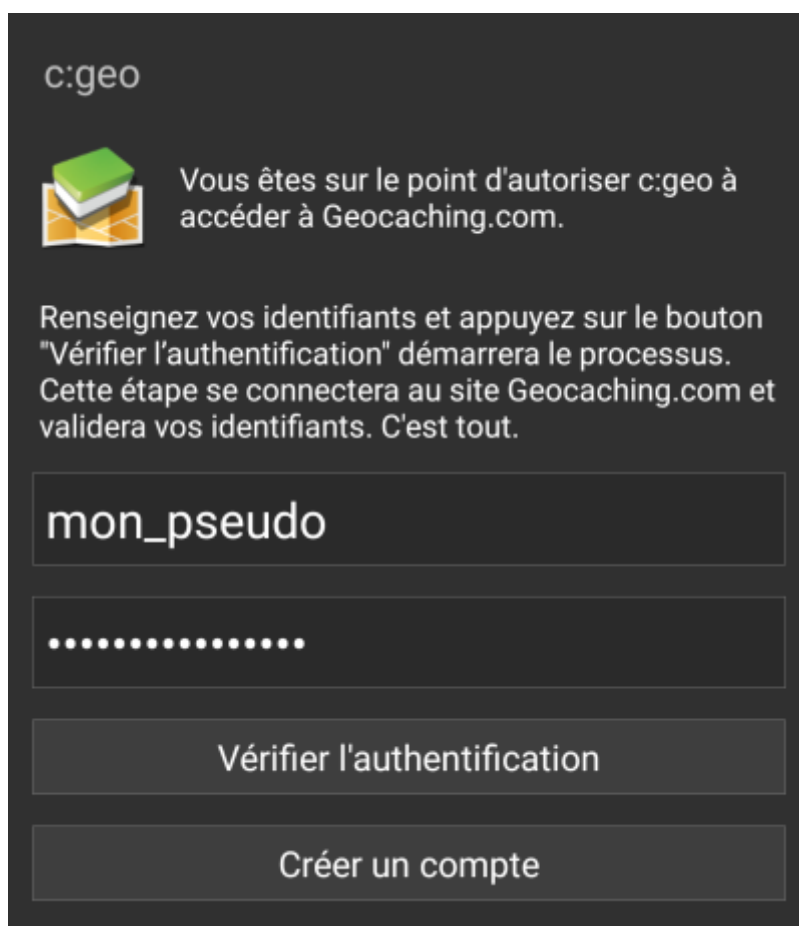 c:geo
Vous êtes sur le point d'autoriser c:geo à
accéder à Geocaching.com.
Renseignez vos identifiants et appuyez sur le bouton
"Vérifier l’authentification" démarrera le processus.
Cette étape se connectera au site Geocaching.com et
validera vos identifiants. C'est tout.
mon_pseudo
••••••••••••••••
Vérifier l'authentification
Créer un compte